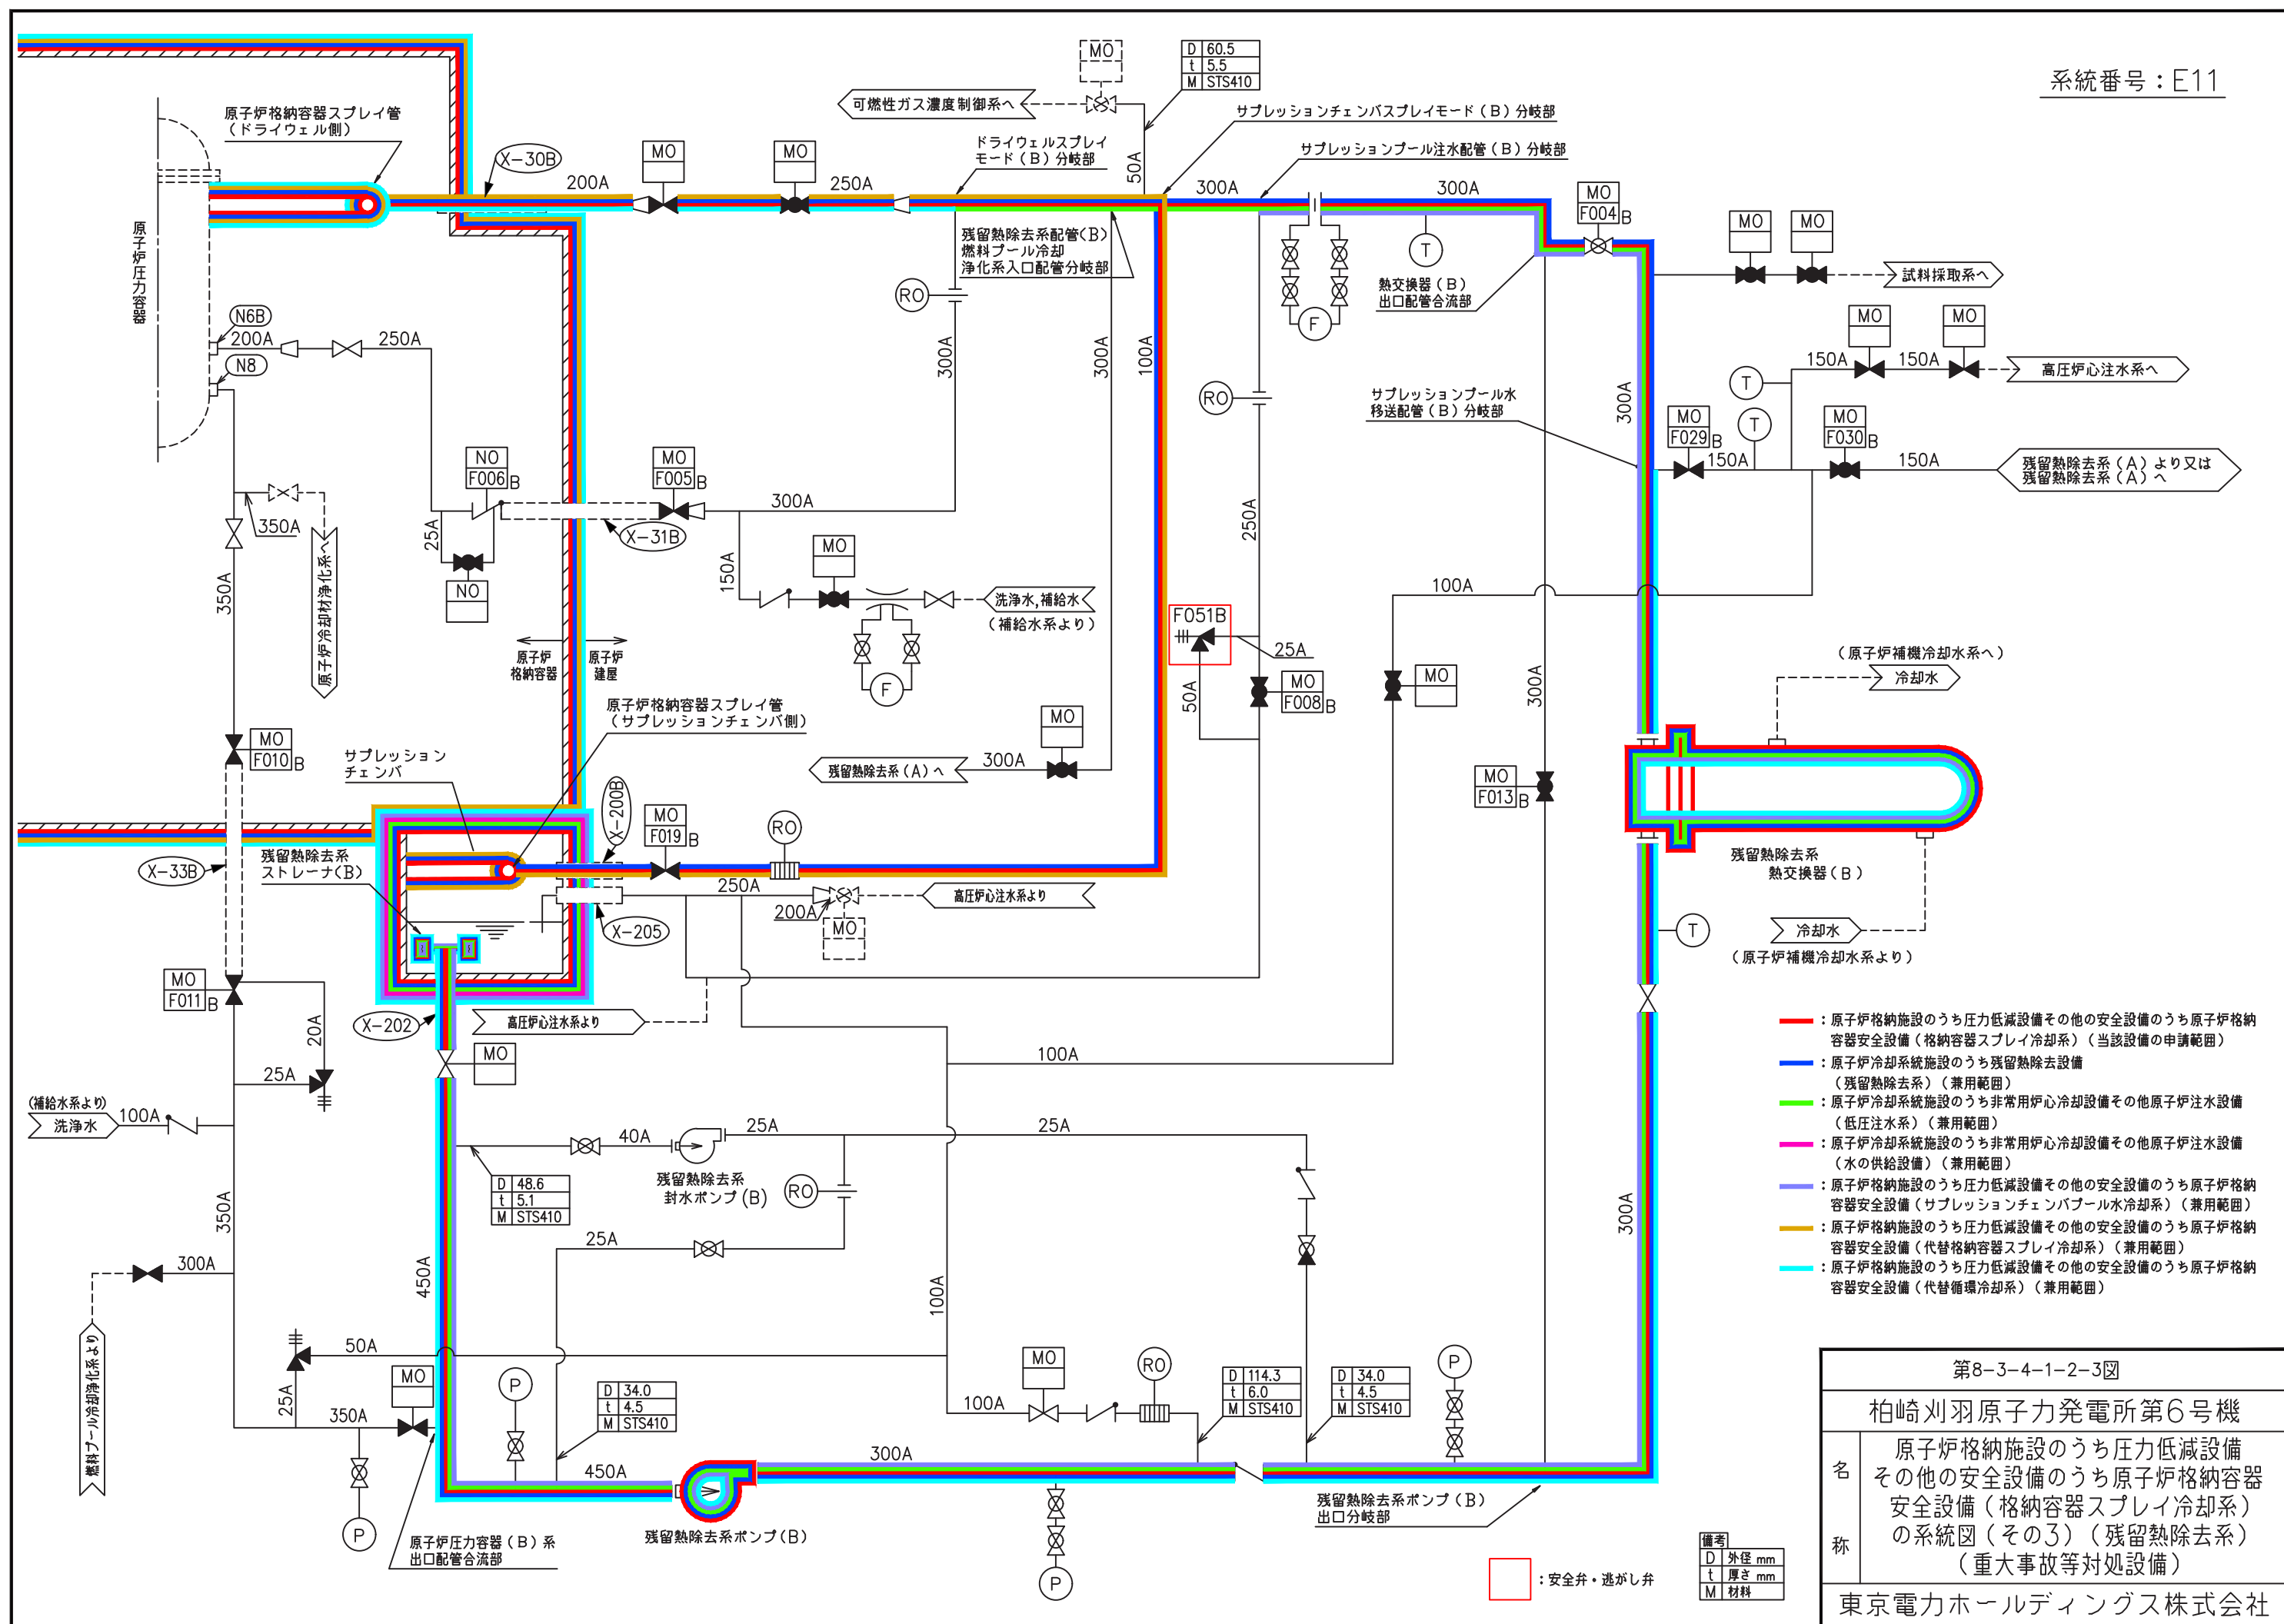 系統番号：E11
MO
D 60.5
t 5.5
M STS410
可燃性ガス濃度制御系へ
50A
原子炉格納容器スプレイ管
（ドライウェル側）
X-30B
200A
MO
MO
250A
ドライウェルスプレイ
モード（B）分岐部
サプレッションチェンバスプレイモード（B）分岐部
サプレッションプール注水配管（B）分岐部
300A
300A
MO
F004 B
MO
MO
試料採取系へ
原子炉圧力容器
残留熱除去系配管(B)
燃料プール冷却
浄化系入口配管分岐部
T
熱交換器（B）
出口配管合流部
F
RO
N6B
200A
250A
N8
300A
300A
100A
MO
MO
150A
150A
高圧炉心注水系へ
T
サプレッションプール水
移送配管（B）分岐部
300A
RO
MO
F029 B
T
MO
F030 B
150A
150A
残留熱除去系（A）より又は
残留熱除去系（A）へ
NO
F006 B
MO
F005 B
300A
25A
350A
X-31B
NO
250A
原子炉冷却材浄化系へ
350A
150A
MO
洗浄水,補給水
（補給水系より）
F
100A
F051B
25A
50A
原子炉
格納容器
原子炉
建屋
MO
F008 B
MO
300A
（原子炉補機冷却水系へ）
冷却水
原子炉格納容器スプレイ管
（サプレッションチェンバ側）
MO
F010 B
サプレッション
チェンバ
MO
残留熱除去系(A)へ
300A
MO
F013 B
X-200B
MO
F019 B
RO
X-33B
残留熱除去系
ストレーナ(B)
250A
高圧炉心注水系より
200A
MO
X-205
残留熱除去系
熱交換器(B)
T
冷却水
（原子炉補機冷却水系より）
MO
F011 B
20A
X-202
高圧炉心注水系より
MO
100A
25A
(補給水系より)
洗浄水
100A
40A
25A
25A
D 48.6
t 5.1
M STS410
残留熱除去系
封水ポンプ(B)
RO
25A
350A
300A
450A
100A
300A
燃料プール冷却浄化系より
50A
25A
350A
MO
P
P
D 34.0
t 4.5
M STS410
450A
MO
RO
100A
D 114.3
t 6.0
M STS410
D 34.0
t 4.5
M STS410
P
300A
原子炉圧力容器（B）系
出口配管合流部
残留熱除去系ポンプ(B)
P
残留熱除去系ポンプ（B）
出口分岐部
：原子炉格納施設のうち圧力低減設備その他の安全設備のうち原子炉格納
容器安全設備（格納容器スプレイ冷却系）（当該設備の申請範囲）
：原子炉冷却系統施設のうち残留熱除去設備
（残留熱除去系）（兼用範囲）
：原子炉冷却系統施設のうち非常用炉心冷却設備その他原子炉注水設備
（低圧注水系）（兼用範囲）
：原子炉冷却系統施設のうち非常用炉心冷却設備その他原子炉注水設備
（水の供給設備）（兼用範囲）
：原子炉格納施設のうち圧力低減設備その他の安全設備のうち原子炉格納
容器安全設備（サプレッションチェンバプール水冷却系）（兼用範囲）
：原子炉格納施設のうち圧力低減設備その他の安全設備のうち原子炉格納
容器安全設備（代替格納容器スプレイ冷却系）（兼用範囲）
：原子炉格納施設のうち圧力低減設備その他の安全設備のうち原子炉格納
容器安全設備（代替循環冷却系）（兼用範囲）
：安全弁・逃がし弁
備考
D 外径 mm
t 厚さ mm
M 材料
第8-3-4-1-2-3図
柏崎刈羽原子力発電所第6号機
名称
原子炉格納施設のうち圧力低減設備
その他の安全設備のうち原子炉格納容器
安全設備（格納容器スプレイ冷却系）
の系統図（その3）（残留熱除去系）
（重大事故等対処設備）
東京電力ホールディングス株式会社